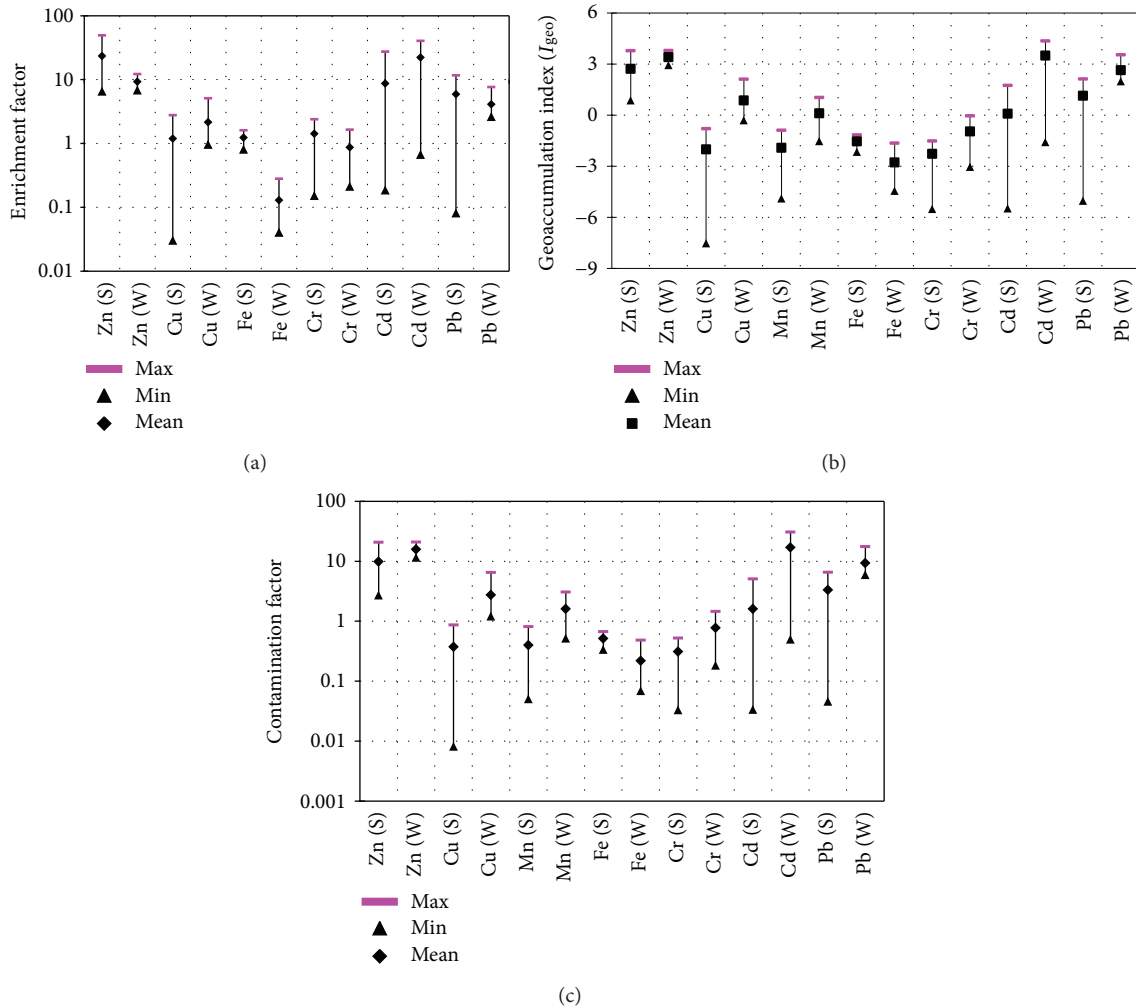 100
10
1
0.1
0.01
Enrichment factor
Zn (S)
Zn (W)
Cu (S)
Cu (W)
Fe (S)
Fe (W)
Cr (S)
Cr (W)
Cd (S)
Cd (W)
Pb (S)
Pb (W)
Max
Min
Mean
(a)
6
3
0
−3
−6
−9
Geoaccumulation index (Igeo)
Zn (S)
Zn (W)
Cu (S)
Cu (W)
Mn (S)
Mn (W)
Fe (S)
Fe (W)
Cr (S)
Cr (W)
Cd (S)
Cd (W)
Pb (S)
Pb (W)
Max
Min
Mean
(b)
100
10
1
0.1
0.01
0.001
Contamination factor
Zn (S)
Zn (W)
Cu (S)
Cu (W)
Mn (S)
Mn (W)
Fe (S)
Fe (W)
Cr (S)
Cr (W)
Cd (S)
Cd (W)
Pb (S)
Pb (W)
Max
Min
Mean
(c)